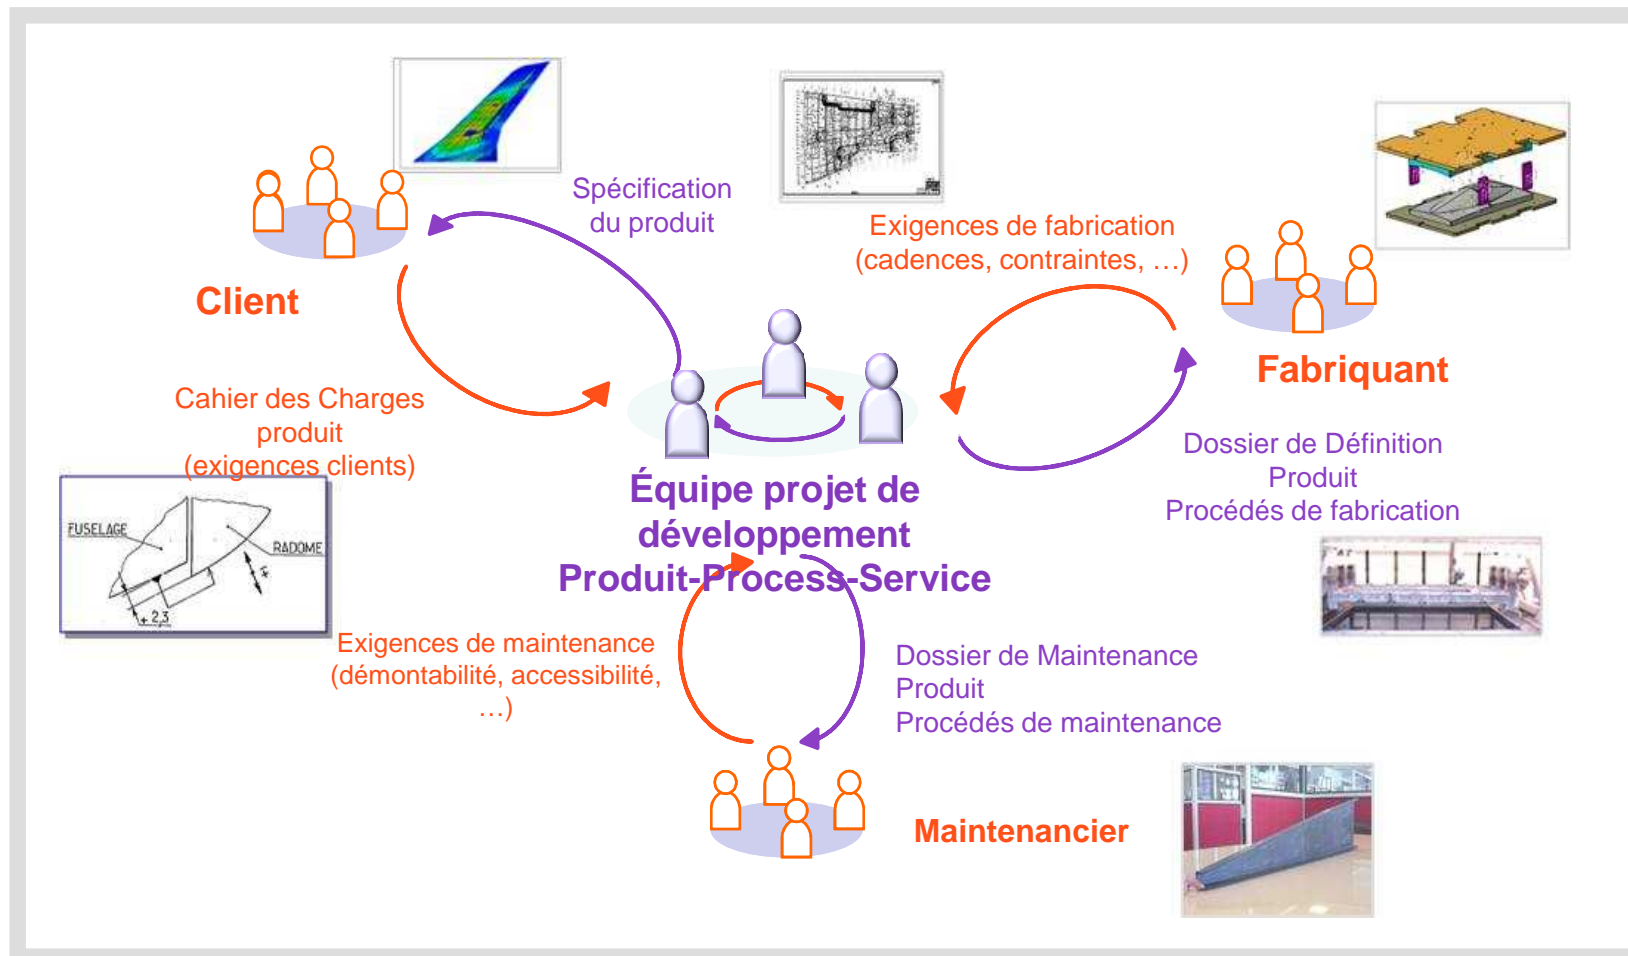 Spécification
du produit
Exigences de fabrication
(cadences, contraintes, …)
Client
Fabriquant
Cahier des Charges
produit
(exigences clients)
Dossier de Définition
Produit
Procédés de fabrication
Équipe projet de
développement
Produit-Process-Service
FUSELAGE
RADOME
+ 2,3
Exigences de maintenance
(démontabilité, accessibilité,
…)
Dossier de Maintenance
Produit
Procédés de maintenance
Maintenancier